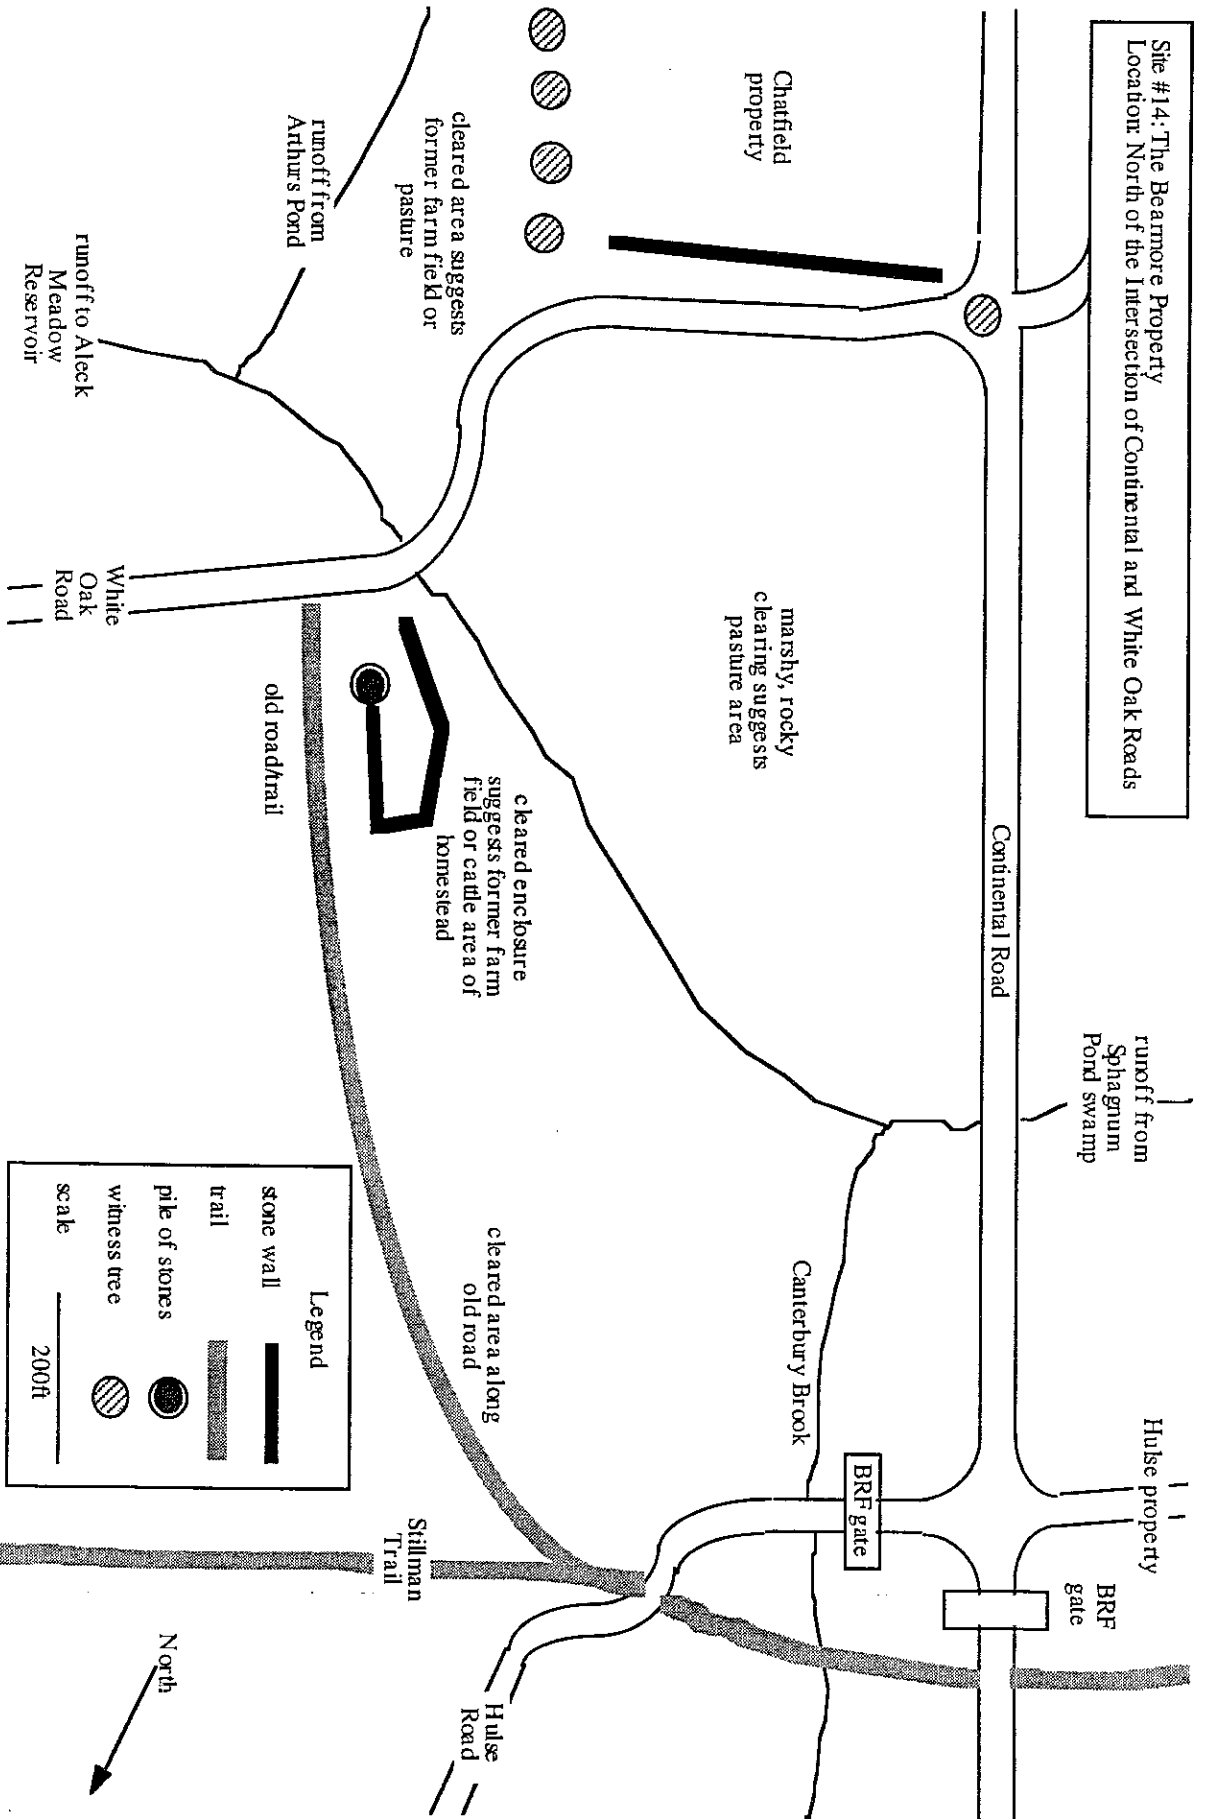 Site #14: The Bearmore Property
Location: North of the Intersection of Continental and White Oak Roads
Chatfield
property
cleared area suggests
former farm field or
pasture
runoff from
Arthurs Pond
runoff to Aleck
Meadow
Reservoir
White
Oak
Road
marshy, rocky
clearing suggests
pasture area
old road/trail
cleared enclosure
suggests former farm
field or cattle area of
homestead
Continental Road
runoff from
Sphagnum
Pond swamp
cleared area along
old road
Canterbury Brook
Hulse property
BRF gate
BRF
gate
Stillman
Trail
Hulse
Road
North
Legend
stone wall
trail
pile of stones
witness tree
scale
200ft